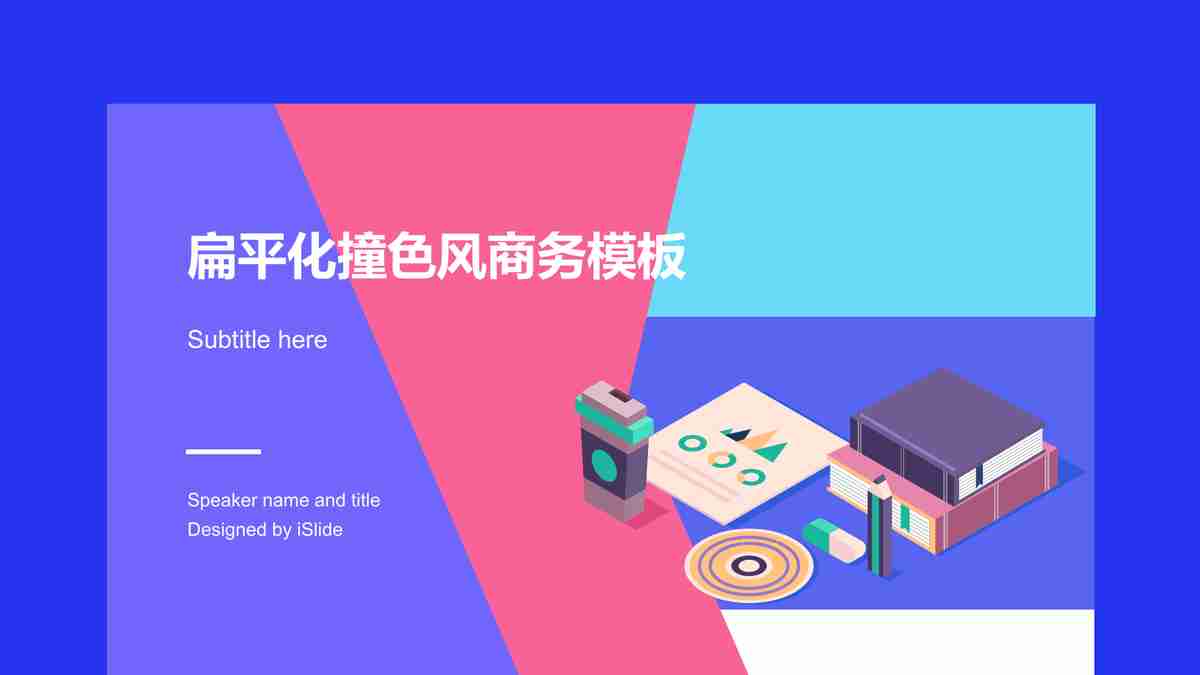 扁平化撞色风商务模板
Subtitle here
Speaker name and title
Designed by iSlide